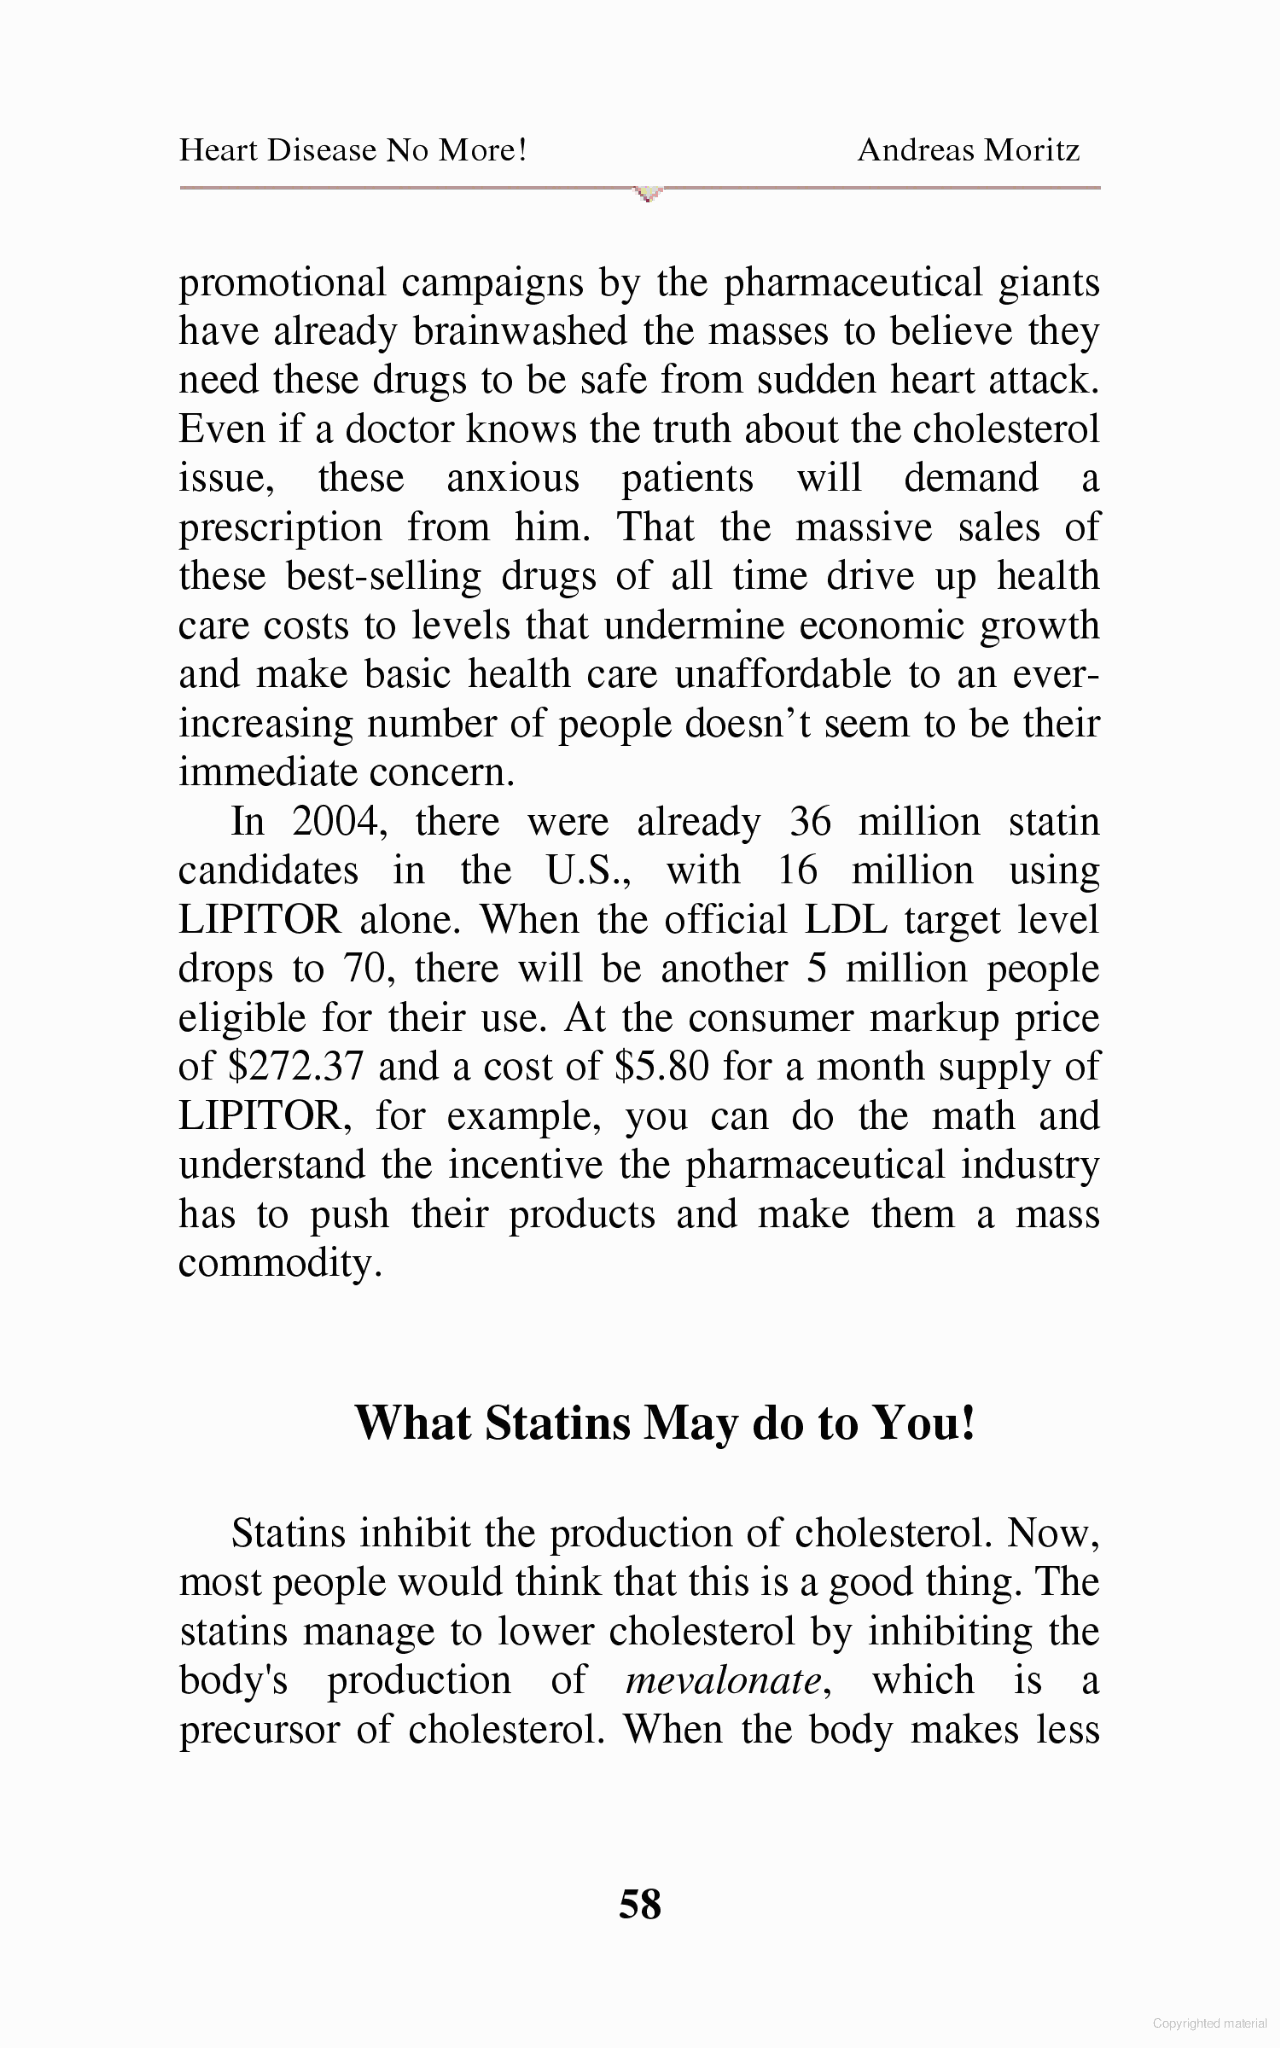 Heart Disease No More! Andreas Moritz
promotional campaigns by the pharmaceutical giants
have already brainwashed the masses to believe they
need these drugs to be safe from sudden heart attack.
Even if a doctor knows the truth about the cholesterol
issue, these anxious patients will demand a
prescription from him. That the massive sales of
these best-selling drugs of all time drive up health
care costs to levels that undermine economic growth
and make basic health care unaffordable to an ever-
increasing number of people doesn’t seem to be their
immediate concern.
In 2004, there were already 36 million statin
candidates in the U.S., with 16 million using
LIPITOR alone. When the official LDL target level
drops to 70, there will be another 5 million people
eligible for their use. At the consumer markup price
of $272.37 and a cost of $5.80 for a month supply of
LIPITOR, for example, you can do the math and
understand the incentive the pharmaceutical industry
has to push their products and make them a mass
commodity.
What Statins May do to You!
Statins inhibit the production of cholesterol. Now,
most people would think that this is a good thing. The
statins manage to lower cholesterol by inhibiting the
body's production of mevalonate, which is a
precursor of cholesterol. When the body makes less
58
Copyrighted material